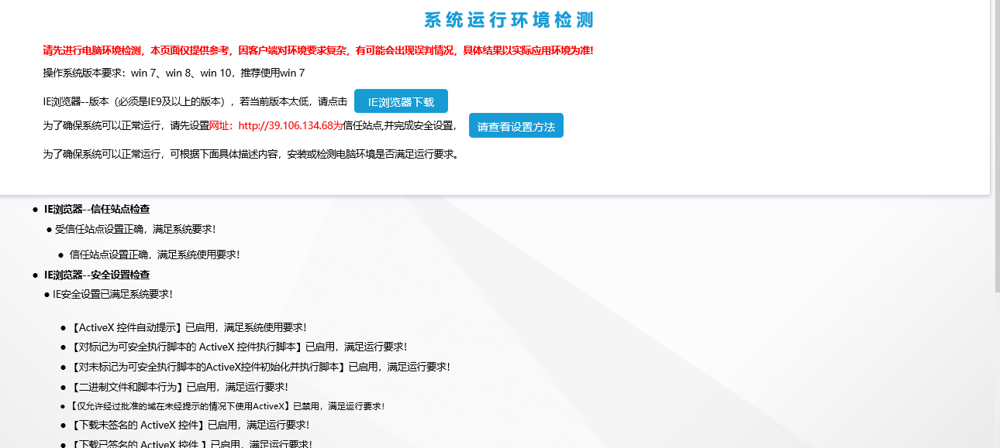 系统运行环境检测
请先进行电脑环境检测，本页面仅提供参考，因客户端对环境要求复杂，有可能会出现误判情况，具体结果以实际应用环境为准!
操作系统版本要求：win 7、win 8、win 10，推荐使用win 7
IE浏览器--版本（必须是IE9及以上的版本），若当前版本太低，请点击 IE浏览器下载
为了确保系统可以正常运行，请先设置网址：http://39.106.134.68为信任站点,并完成安全设置， 请查看设置方法
为了确保系统可以正常运行，可根据下面具体描述内容，安装或检测电脑环境是否满足运行要求。
● IE浏览器--信任站点检查
● 受信任站点设置正确，满足系统要求!
● 信任站点设置正确，满足系统使用要求!
● IE浏览器--安全设置检查
● IE安全设置已满足系统要求!
● 【ActiveX 控件自动提示】已启用，满足系统使用要求!
● 【对标记为可安全执行脚本的 ActiveX 控件执行脚本】已启用，满足运行要求!
● 【对未标记为可安全执行脚本的ActiveX控件初始化并执行脚本】已启用，满足运行要求!
● 【二进制文件和脚本行为】已启用，满足运行要求!
● 【仅允许经过批准的域在未经提示的情况下使用ActiveX】已禁用，满足运行要求!
● 【下载未签名的 ActiveX 控件】已启用，满足运行要求!
● 【下载已签名的 ActiveX 控件 】已启用，满足运行要求!